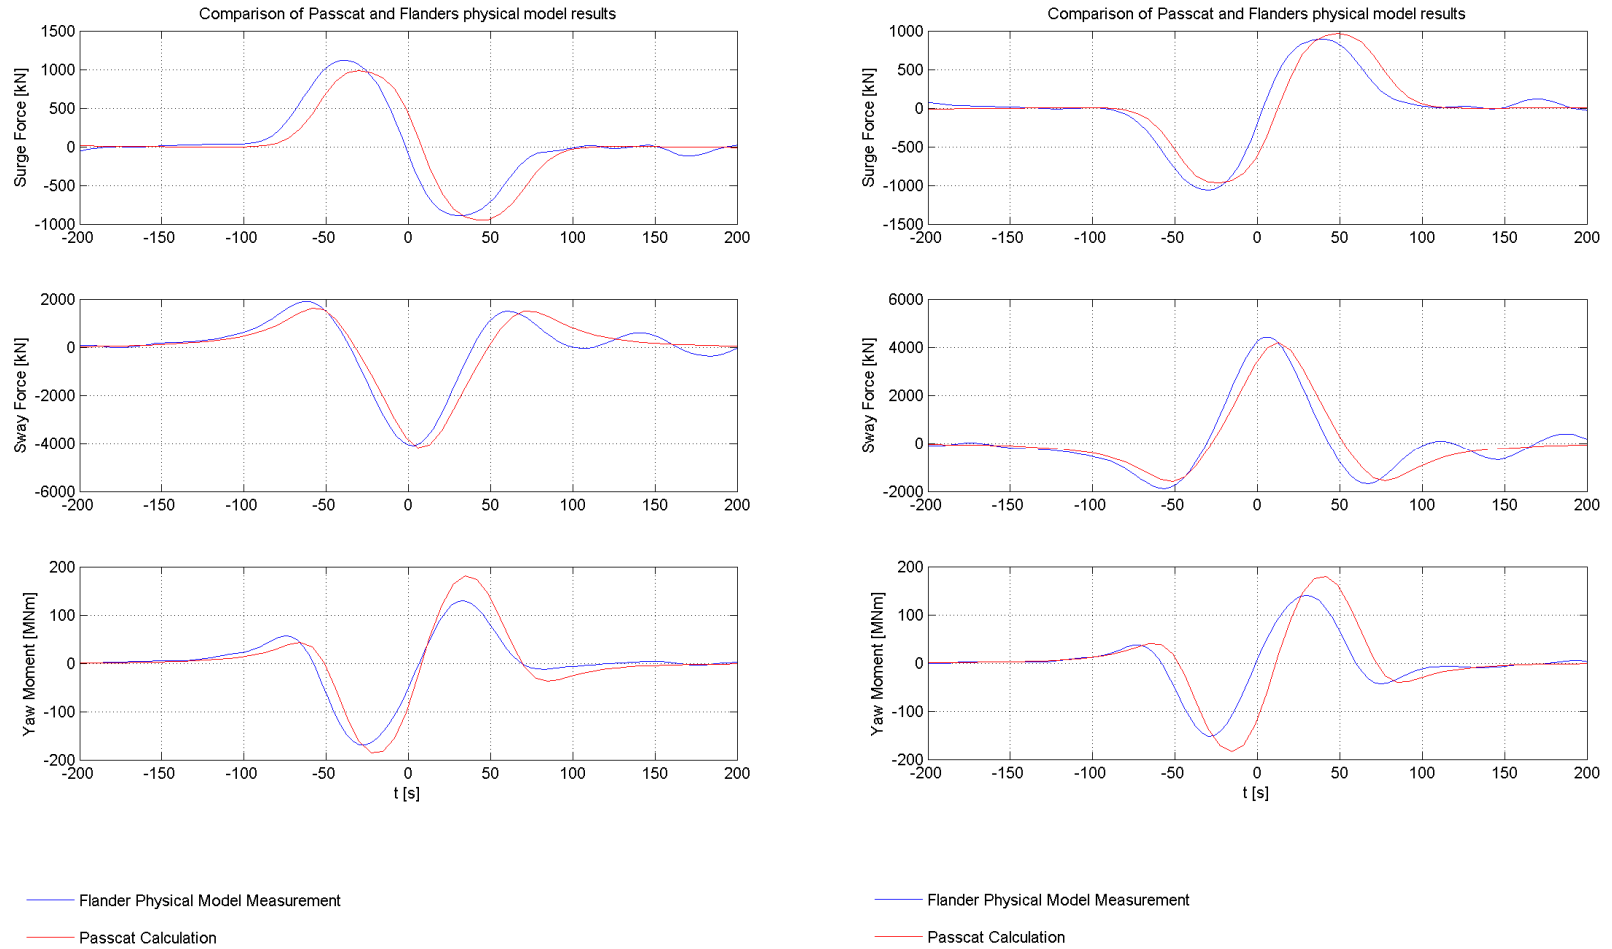 Comparison of Passcat and Flanders physical model results
1500
1000
500
0
-500
-1000
Surge Force [kN]
-200 -150 -100 -50 0 50 100 150 200
2000
0
-2000
-4000
-6000
Sway Force [kN]
-200 -150 -100 -50 0 50 100 150 200
200
100
0
-100
-200
Yaw Moment [MNm]
-200 -150 -100 -50 0 50 100 150 200
t [s]
Flander Physical Model Measurement
Passcat Calculation
Comparison of Passcat and Flanders physical model results
1000
500
0
-500
-1000
-1500
Surge Force [kN]
-200 -150 -100 -50 0 50 100 150 200
6000
4000
2000
0
-2000
Sway Force [kN]
-200 -150 -100 -50 0 50 100 150 200
200
100
0
-100
-200
Yaw Moment [MNm]
-200 -150 -100 -50 0 50 100 150 200
t [s]
Flander Physical Model Measurement
Passcat Calculation